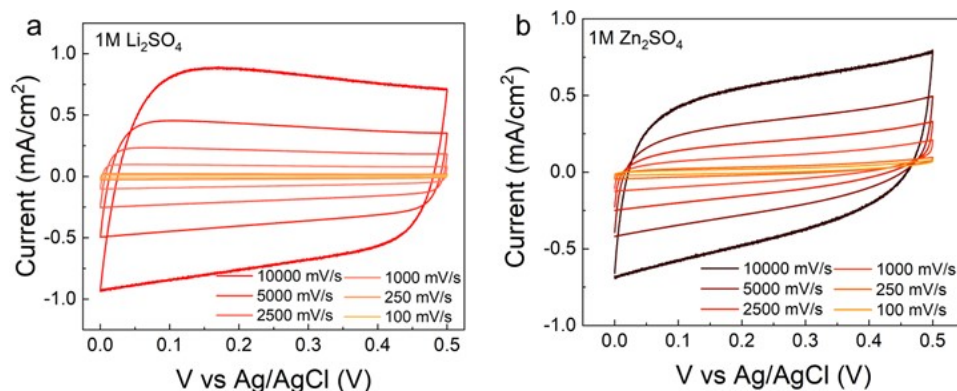 a
1M Li₂SO₄
Current (mA/cm²)
1.0
0.5
0.0
-0.5
-1.0
10000 mV/s
5000 mV/s
2500 mV/s
1000 mV/s
250 mV/s
100 mV/s
0.0 0.1 0.2 0.3 0.4 0.5
V vs Ag/AgCl (V)
b
1M Zn₂SO₄
Current (mA/cm²)
1.0
0.5
0.0
-0.5
-1.0
10000 mV/s
5000 mV/s
2500 mV/s
1000 mV/s
250 mV/s
100 mV/s
0.0 0.1 0.2 0.3 0.4 0.5
V vs Ag/AgCl (V)